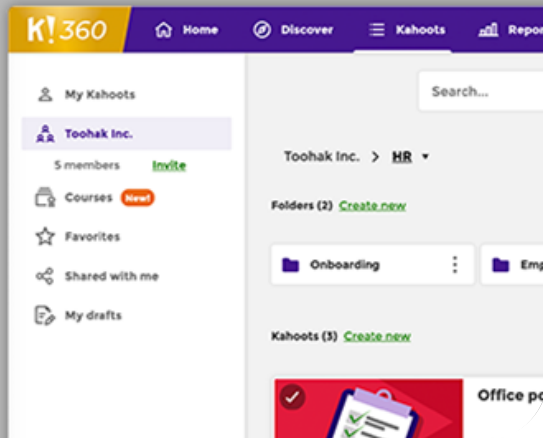 K! 360 Home Discover Kahoots
Search...
My Kahoots
Toohak Inc.
5 members Invite
Courses New!
Favorites
Shared with me
My drafts
Toohak Inc. > HR
Folders (2) Create new
Onboarding
Kahoots (3) Create new
Office